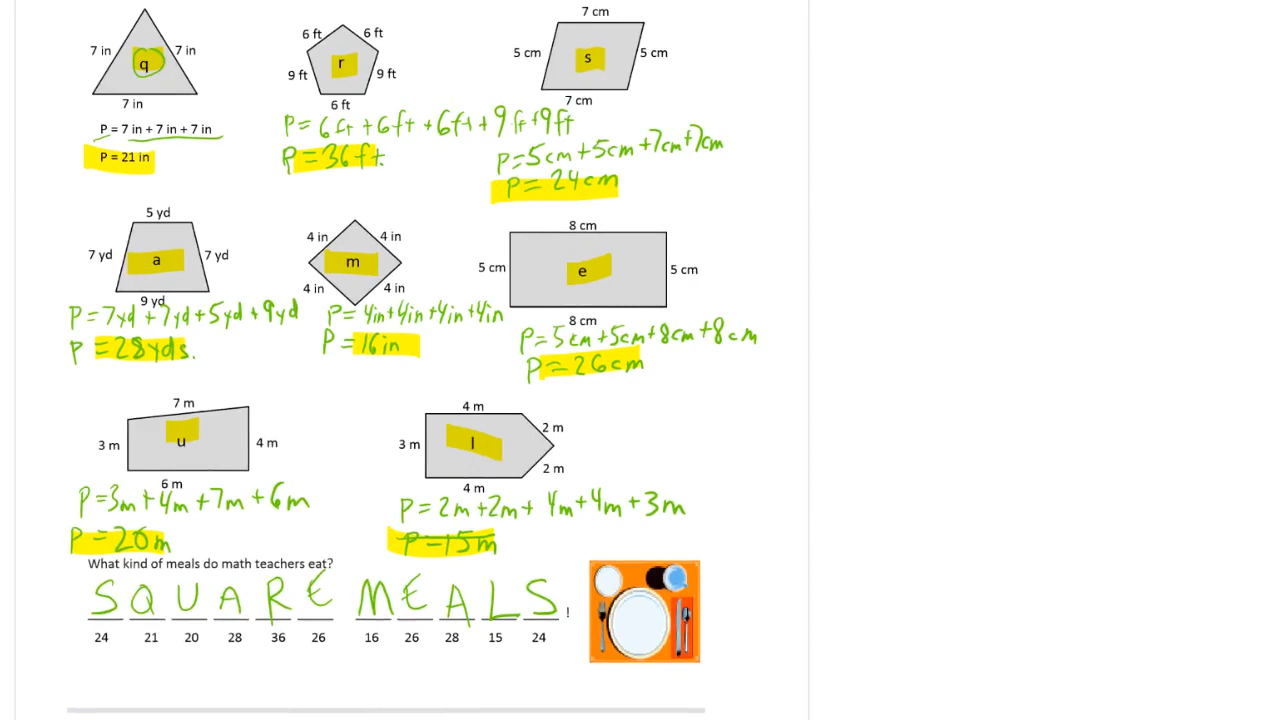 7 in
7 in
q
7 in
P = 7 in + 7 in + 7 in
P = 21 in
6 ft
6 ft
9 ft
9 ft
r
6 ft
P = 6ft + 6ft + 6ft + 9ft + 9ft
P = 36ft.
7 cm
5 cm
5 cm
s
7 cm
P = 5cm + 5cm + 7cm + 7cm
P = 24cm
5 yd
7 yd
7 yd
a
9 yd
P = 7yd + 7yd + 5yd + 9yd
P = 28yds.
4 in
4 in
m
4 in
4 in
P = 4in + 4in + 4in + 4in
P = 16in
8 cm
5 cm
5 cm
e
8 cm
P = 5cm + 5cm + 8cm + 8cm
P = 26cm
7 m
3 m
4 m
u
6 m
P = 3m + 4m + 7m + 6m
P = 20m
4 m
2 m
3 m
l
2 m
4 m
P = 2m + 2m + 4m + 4m + 3m
P = 15m
What kind of meals do math teachers eat?
S Q U A R E M E A L S !
24 21 20 28 36 26 16 26 28 15 24